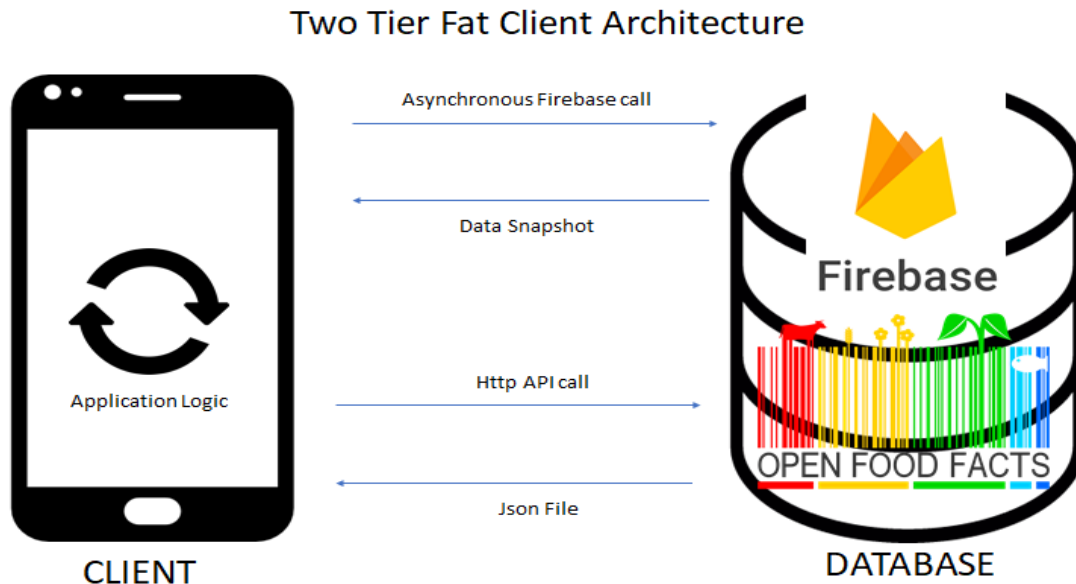 Two Tier Fat Client Architecture
Asynchronous Firebase call
Data Snapshot
Firebase
Application Logic
Http API call
OPEN FOOD FACTS
Json File
CLIENT
DATABASE